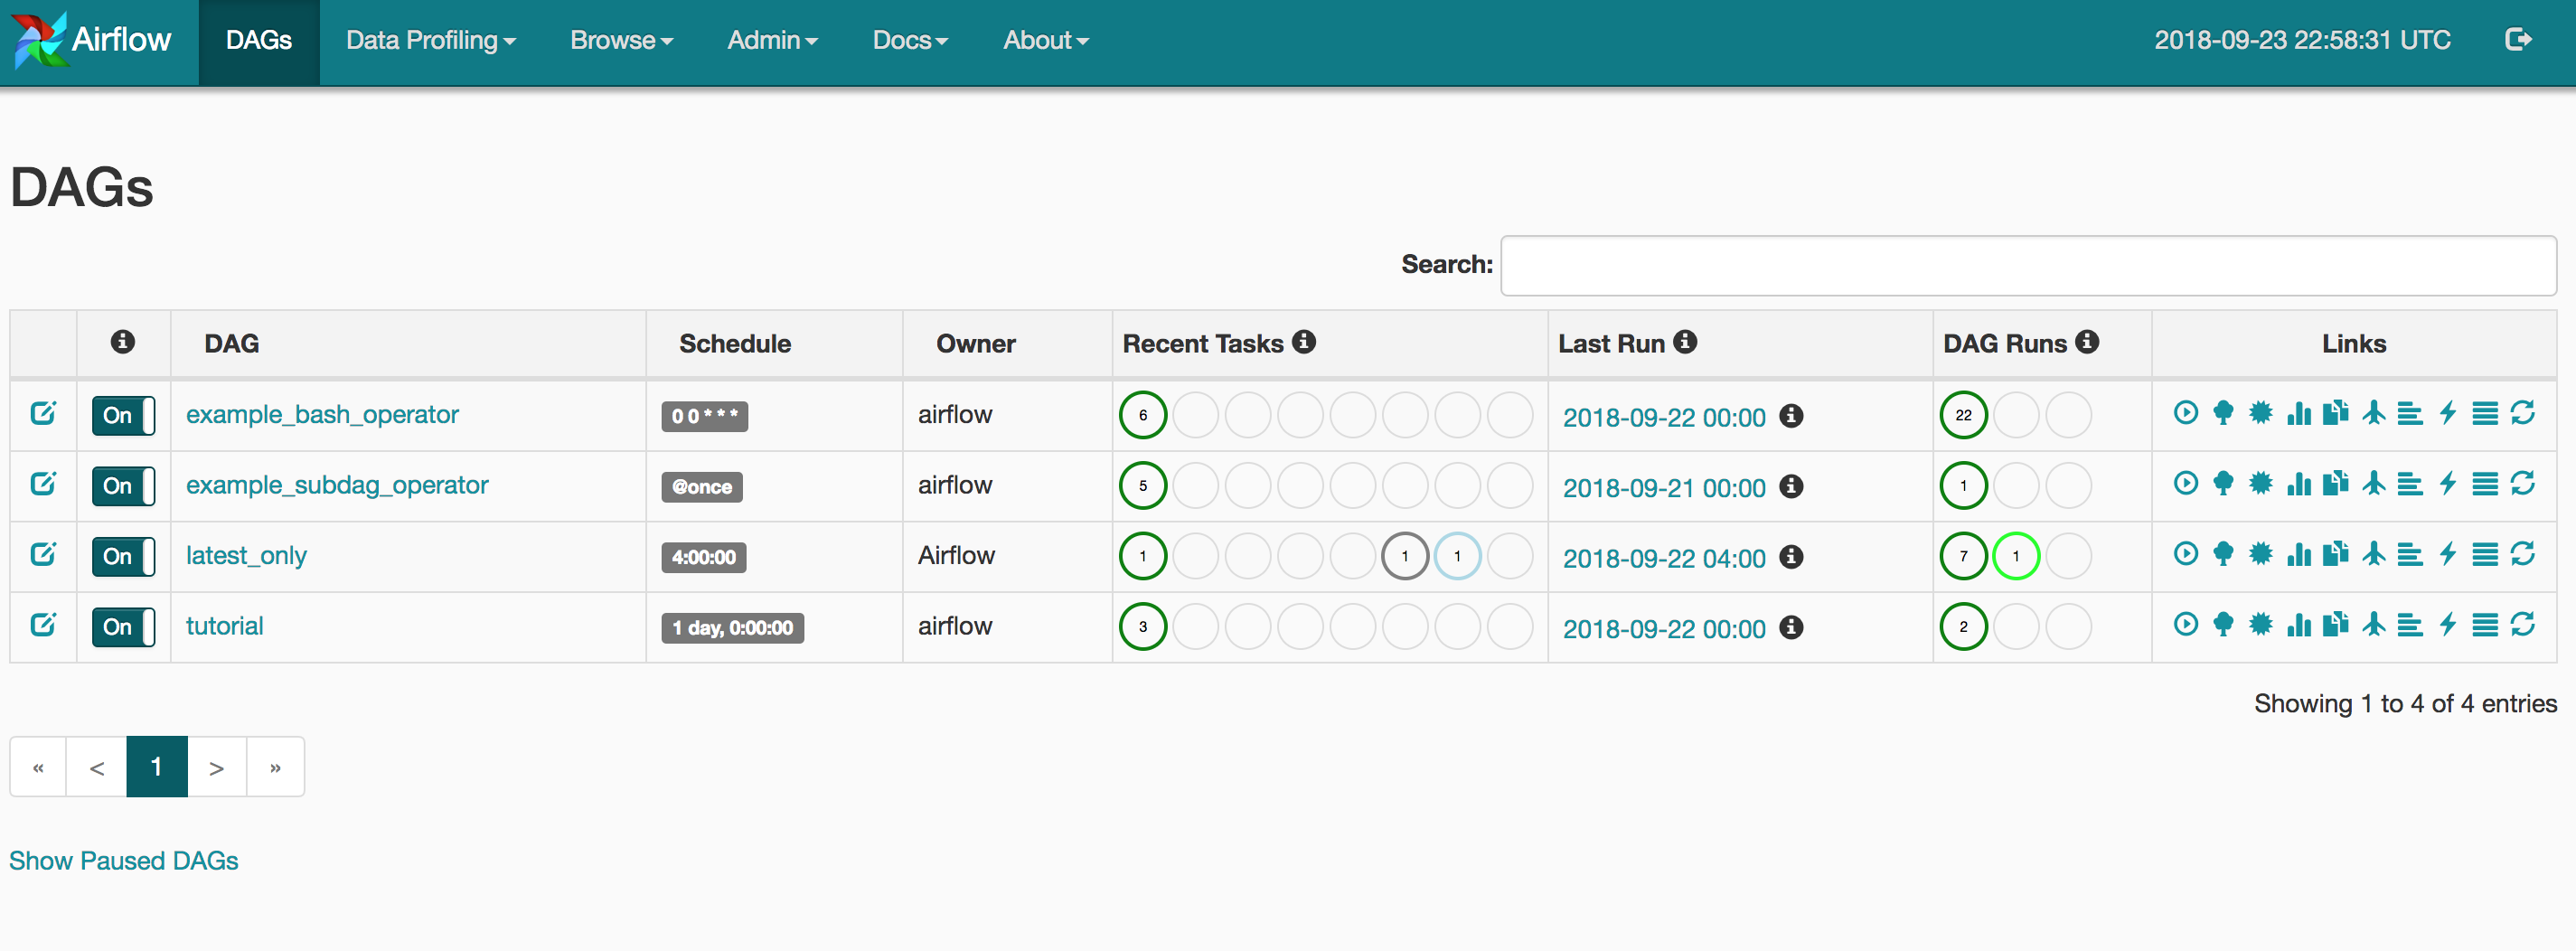 Airflow DAGs Data Profiling Browse Admin Docs About 2018-09-23 22:58:31 UTC
DAGs
Search:
DAG Schedule Owner Recent Tasks Last Run DAG Runs Links
On example_bash_operator 0 0 * * * airflow 6 2018-09-22 00:00 22
On example_subdag_operator @once airflow 5 2018-09-21 00:00 1
On latest_only 4:00:00 Airflow 1 1 1 2018-09-22 04:00 7 1
On tutorial 1 day, 0:00:00 airflow 3 2018-09-22 00:00 2
Showing 1 to 4 of 4 entries
« < 1 > »
Show Paused DAGs